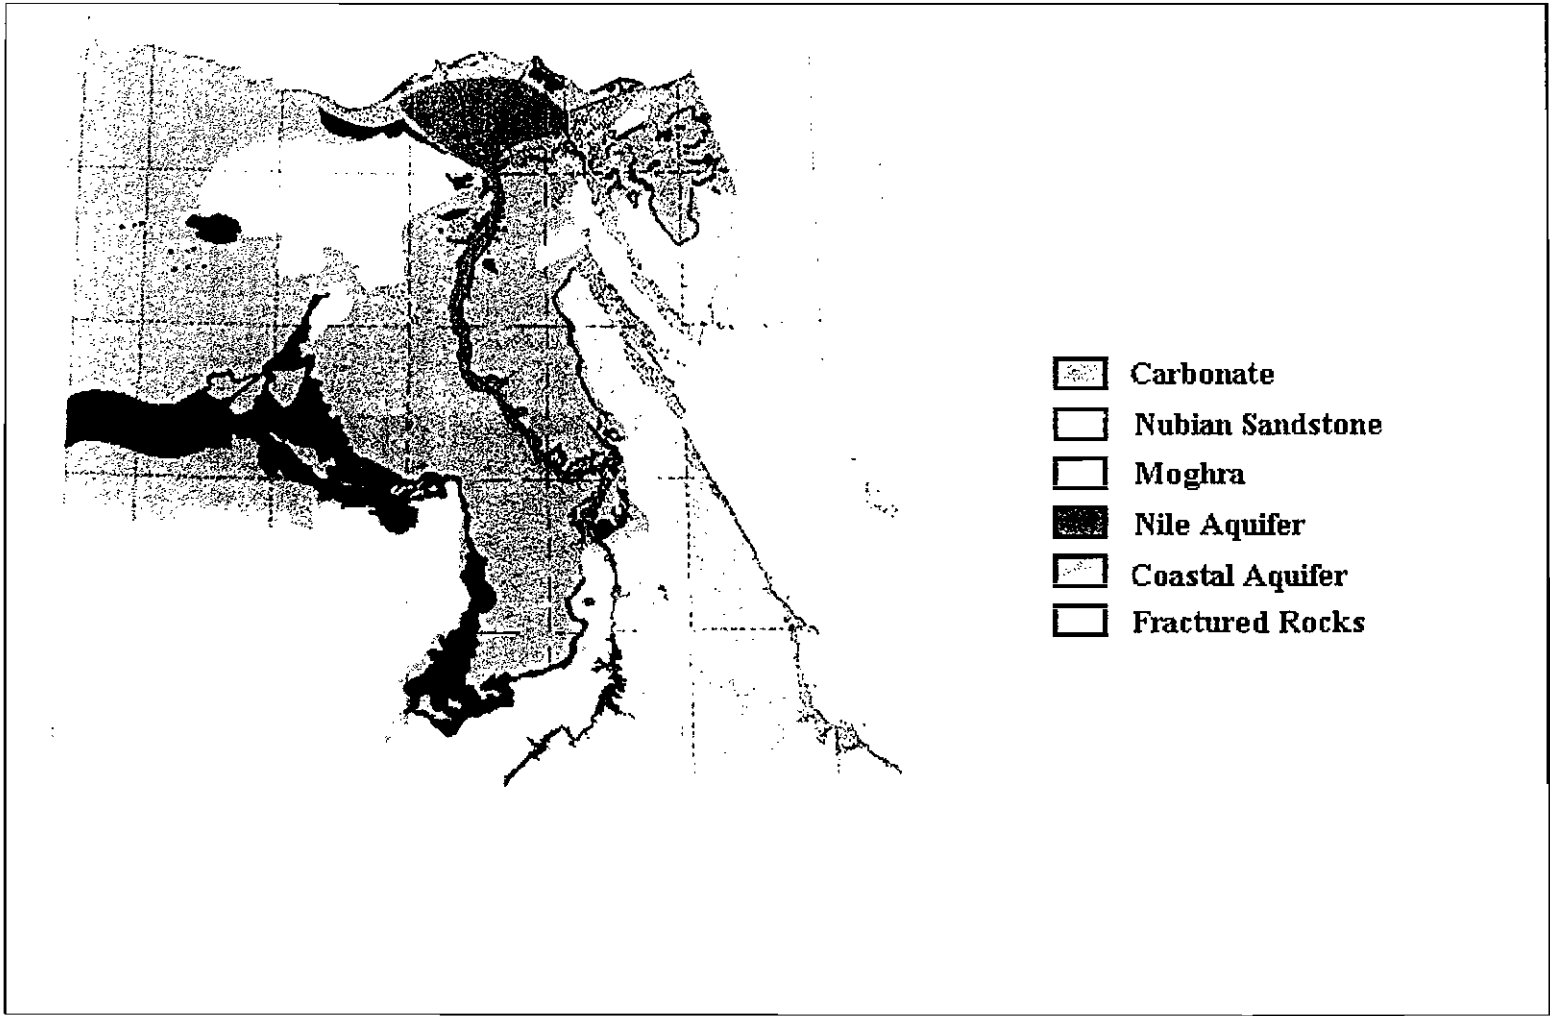 Carbonate
Nubian Sandstone
Moghra
Nile Aquifer
Coastal Aquifer
Fractured Rocks